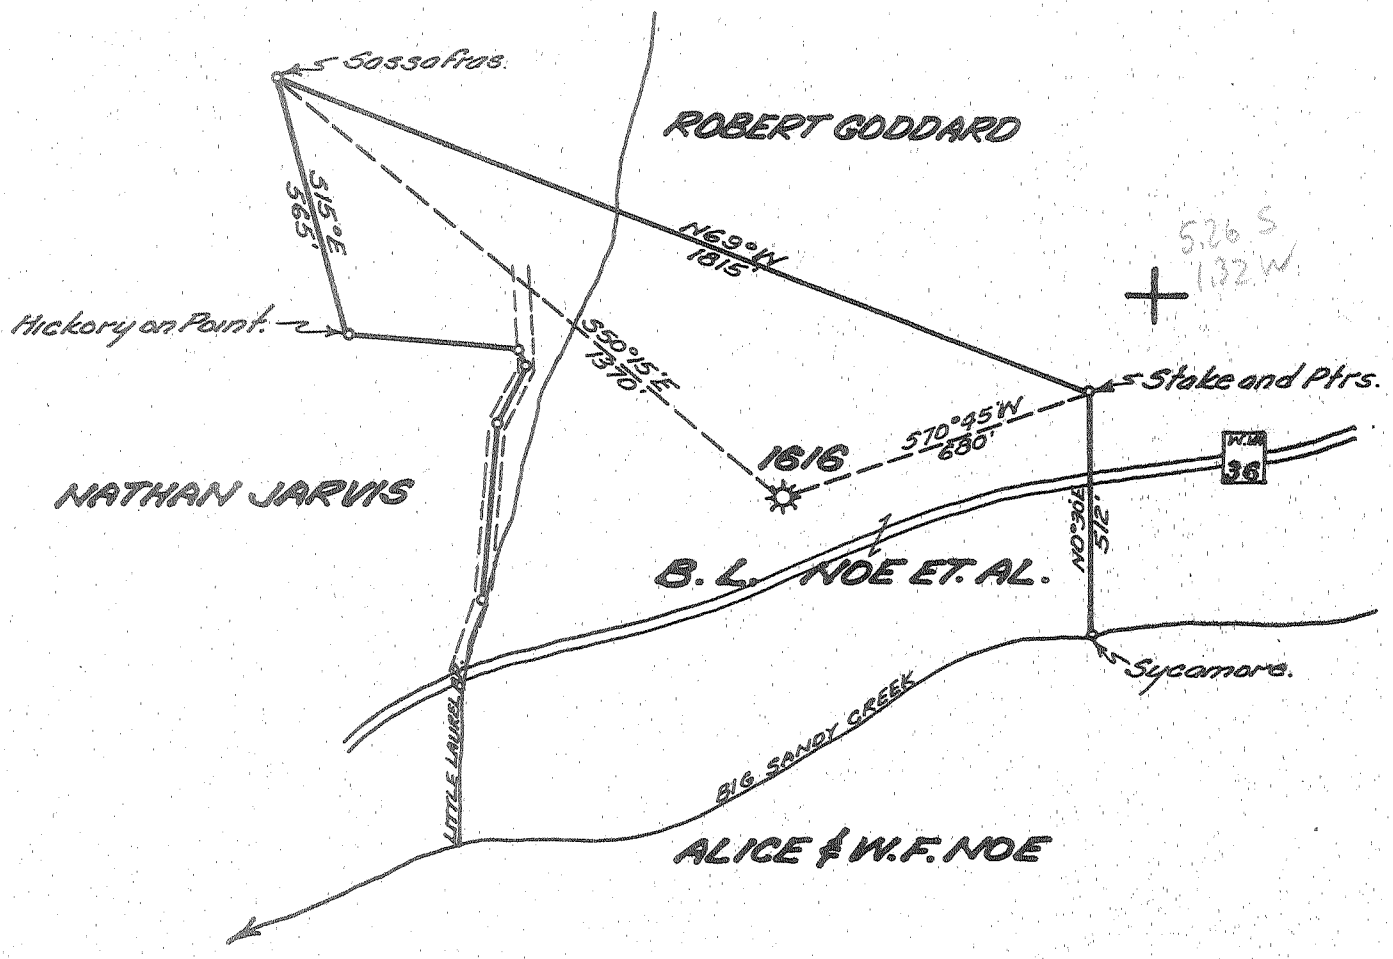 Sassafras.
ROBERT GODDARD
S15°E
565'
N69°W
1815'
5.26 S
1.32 W.
Hickory on Point.
S50°15'E
1370'
Stake and Ptrs.
S70°45'W
680'
1616
W.VA
36
NATHAN JARVIS
N0°30'E
512'
B. L. NOE ET. AL.
Sycamore.
LITTLE LAUREL BR.
BIG SANDY CREEK
ALICE & W.F. NOE